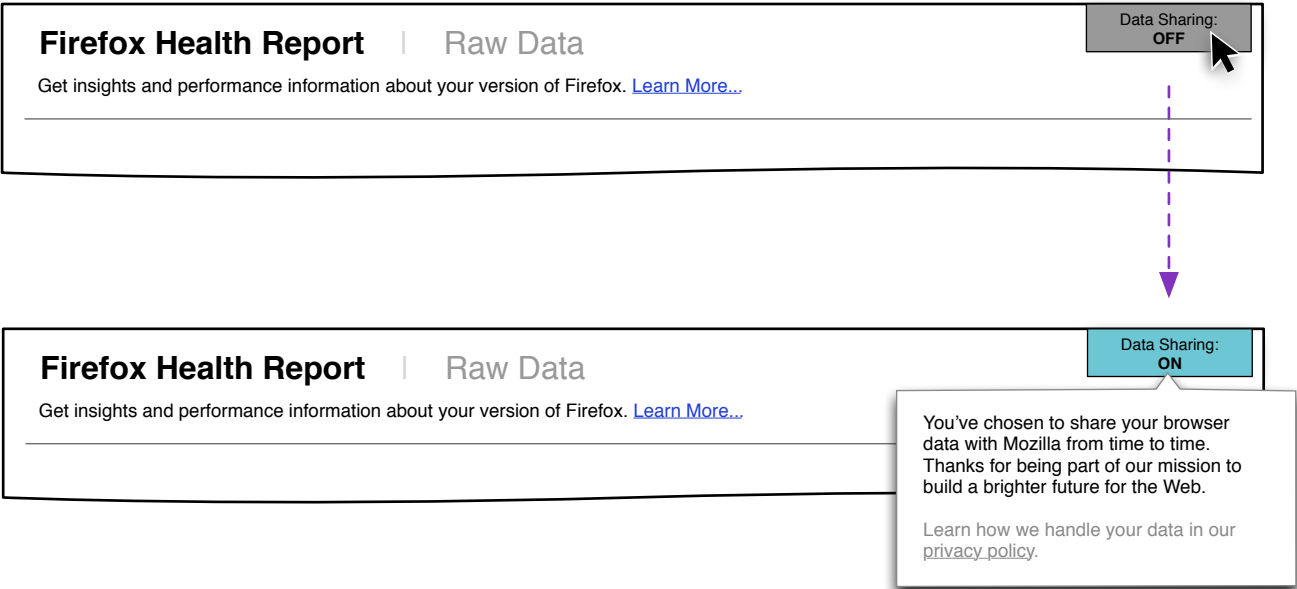 Firefox Health Report | Raw Data
Data Sharing:
OFF
Get insights and performance information about your version of Firefox. Learn More...
Firefox Health Report | Raw Data
Data Sharing:
ON
Get insights and performance information about your version of Firefox. Learn More...
You’ve chosen to share your browser
data with Mozilla from time to time.
Thanks for being part of our mission to
build a brighter future for the Web.
Learn how we handle your data in our
privacy policy.